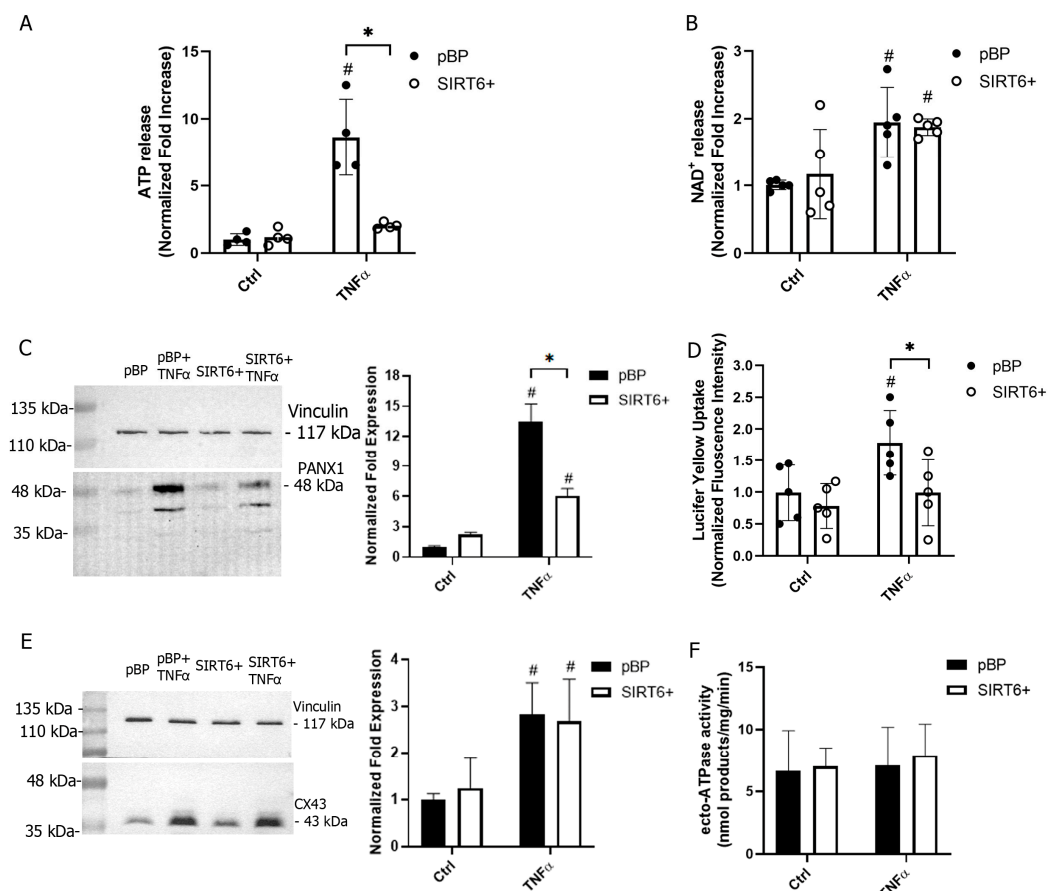 A
ATP release
(Normalized Fold Increase)
15
10
5
0
#
*
pBP
SIRT6+
Ctrl
TNFα
B
NAD+ release
(Normalized Fold Increase)
3
2
1
0
#
#
pBP
SIRT6+
Ctrl
TNFα
C
pBP
pBP+
TNFα
SIRT6+
SIRT6+
TNFα
135 kDa-
110 kDa-
48 kDa-
35 kDa-
Vinculin
- 117 kDa
PANX1
- 48 kDa
Normalized Fold Expression
18
15
12
9
6
3
0
#
*
#
pBP
SIRT6+
Ctrl
TNFα
D
Lucifer Yellow Uptake
(Normalized Fluoscence Intensity)
3.0
2.5
2.0
1.5
1.0
0.5
0.0
#
*
pBP
SIRT6+
Ctrl
TNFα
E
pBP
pBP+
TNFα
SIRT6+
SIRT6+
TNFα
135 kDa-
110 kDa-
48 kDa-
35 kDa-
Vinculin
- 117 kDa
CX43
- 43 kDa
Normalized Fold Expression
4
3
2
1
0
#
#
pBP
SIRT6+
Ctrl
TNFα
F
ecto-ATPase activity
(nmol products/mg/min)
15
10
5
0
pBP
SIRT6+
Ctrl
TNFα